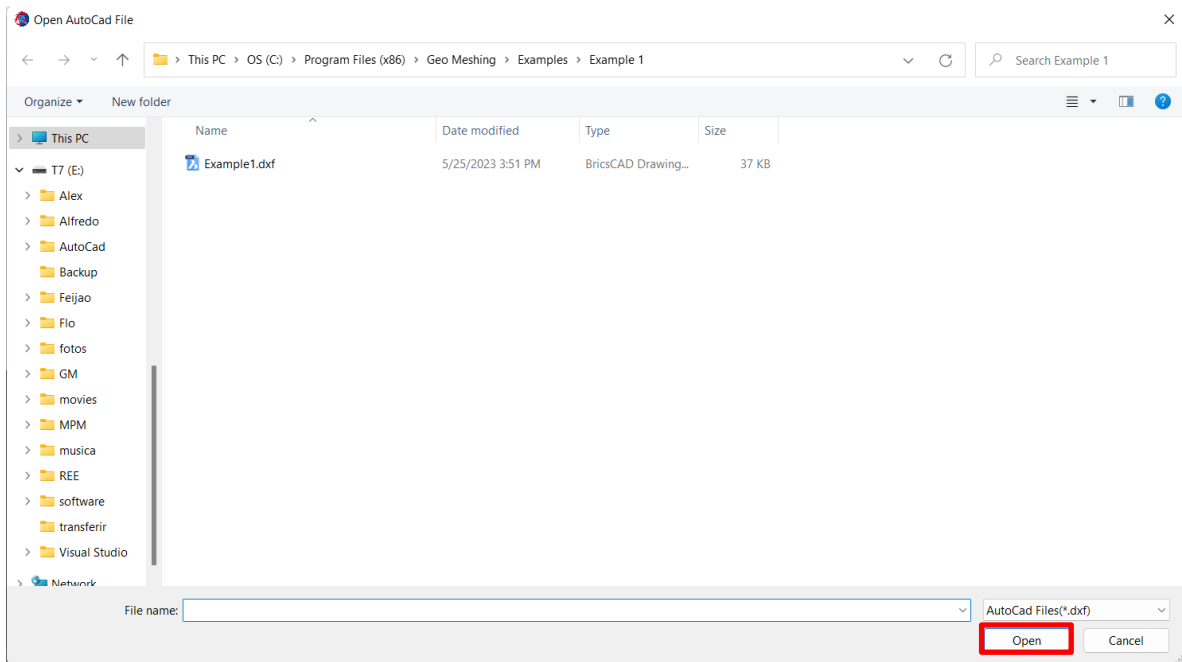 Open AutoCad File
This PC > OS (C:) > Program Files (x86) > Geo Meshing > Examples > Example 1
Search Example 1
Organize New folder
Name Date modified Type Size
Example1.dxf 5/25/2023 3:51 PM BricsCAD Drawing... 37 KB
This PC
T7 (E:)
Alex
Alfredo
AutoCad
Backup
Feijao
Flo
fotos
GM
movies
MPM
musica
REE
software
transferir
Visual Studio
Network
File name: AutoCad Files(*.dxf)
Open Cancel